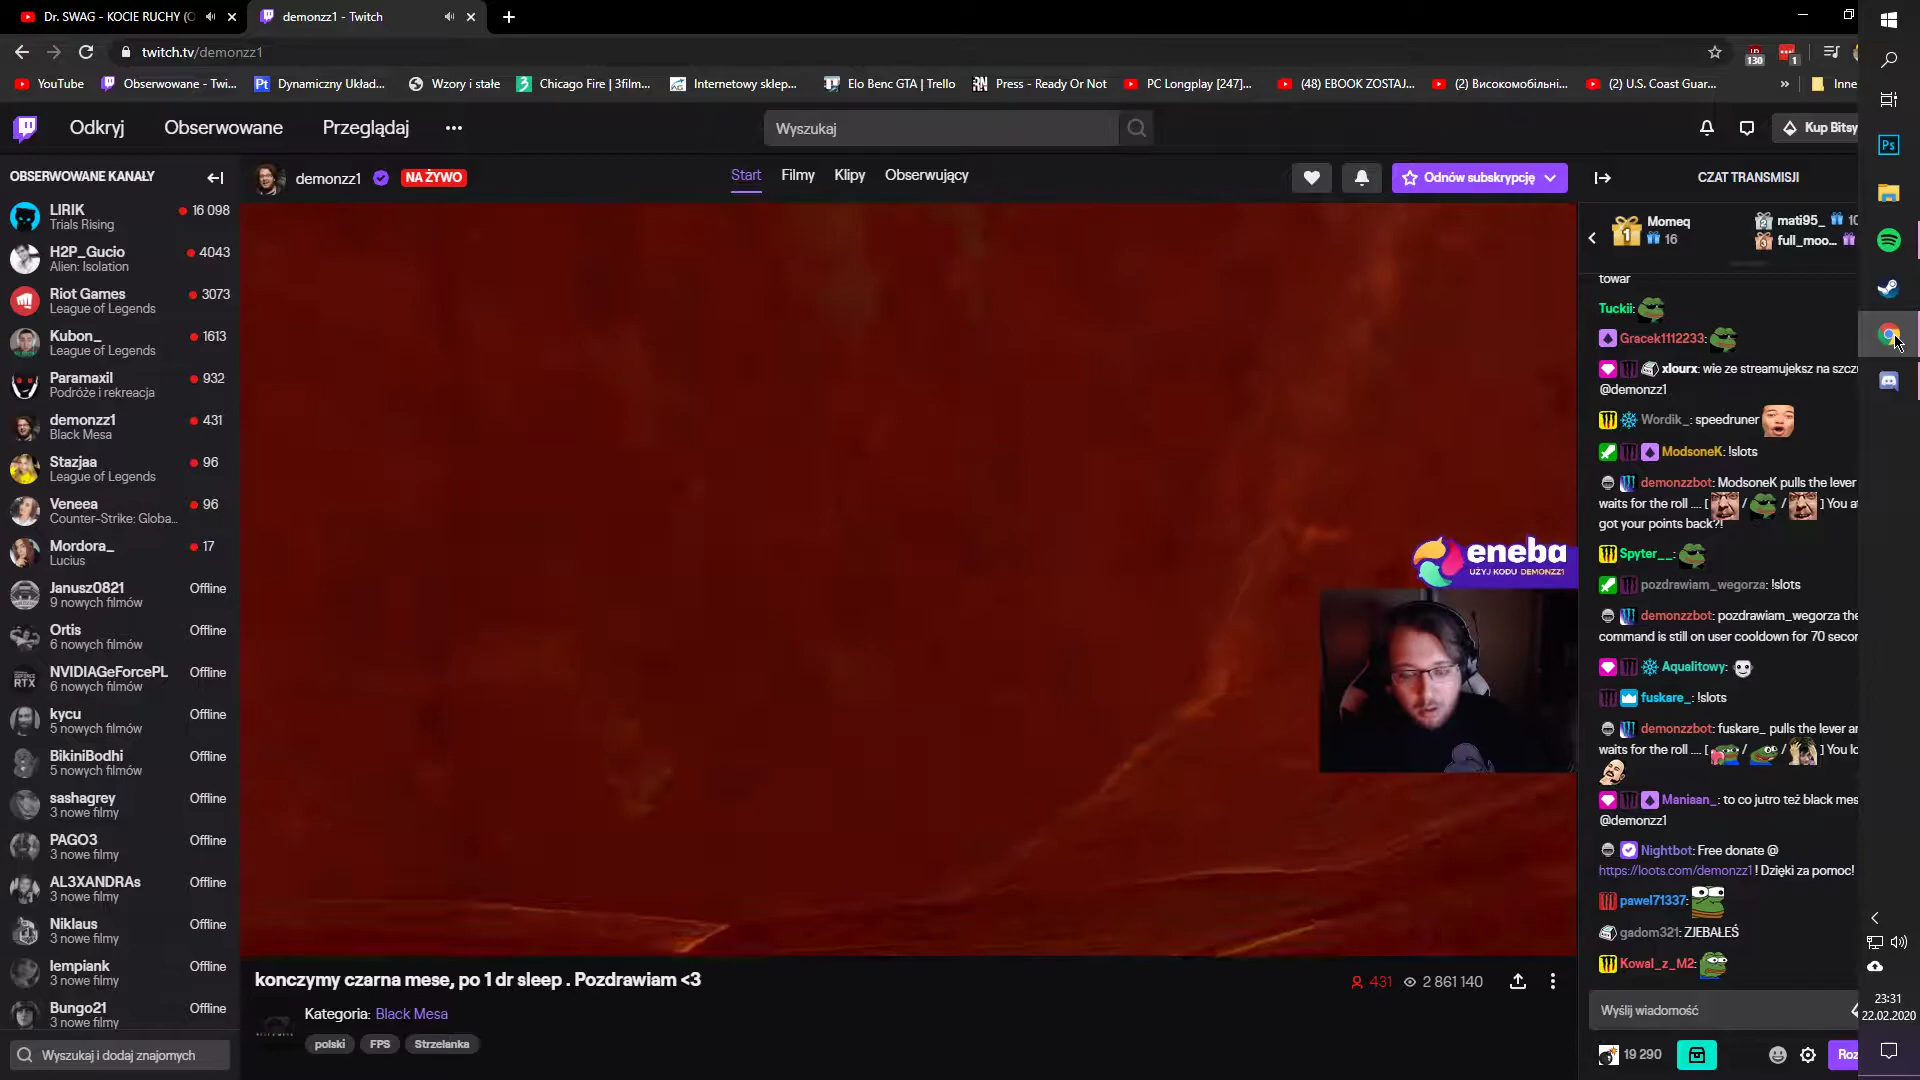 Dr. SWAG - KOCIE RUCHY (O
demonzz1 - Twitch
twitch.tv/demonzz1
130
1
YouTube
Obserwowane - Twi...
Dynamiczny Układ...
Wzory i stałe
Chicago Fire | 3film...
Internetowy sklep...
Elo Benc GTA | Trello
Press - Ready Or Not
PC Longplay [247]...
(48) EBOOK ZOSTAJ...
(2) Високомобільні...
(2) U.S. Coast Guar...
»
Inne
Odkryj
Obserwowane
Przeglądaj
Wyszukaj
Kup Bitsy
OBSERWOWANE KANAŁY
demonzz1
NA ŻYWO
Start
Filmy
Klipy
Obserwujący
Odnów subskrypcję
CZAT TRANSMISJI
LIRIK 16 098
Trials Rising
H2P_Gucio 4043
Alien: Isolation
Riot Games 3073
League of Legends
Kubon_ 1613
League of Legends
Paramaxil 932
Podróże i rekreacja
demonzz1 431
Black Mesa
Stazjaa 96
League of Legends
Veneea 96
Counter-Strike: Globa...
Mordora_ 17
Lucius
Janusz0821 Offline
9 nowych filmów
Ortis Offline
6 nowych filmów
NVIDIAGeForcePL Offline
6 nowych filmów
kycu Offline
5 nowych filmów
BikiniBodhi Offline
5 nowych filmów
sashagrey Offline
3 nowe filmy
PAGO3 Offline
3 nowe filmy
AL3XANDRAs Offline
3 nowe filmy
Niklaus Offline
3 nowe filmy
lempiank Offline
3 nowe filmy
Bungo21 Offline
3 nowe filmy
Wyszukaj i dodaj znajomych
eneba
UŻYJ KODU DEMONZZ1
konczymy czarna mese, po 1 dr sleep . Pozdrawiam <3
431
2 861 140
Kategoria: Black Mesa
polski
FPS
Strzelanka
1
Momeq
16
2
mati95_ 10
3
full_moo...
towar
Tuckii:
Gracek1112233:
xlourx: wie ze streamujeksz na szcz
@demonzz1
Wordik_: speedruner
ModsoneK: !slots
demonzzbot: ModsoneK pulls the lever
waits for the roll .... [ / / ] You a
got your points back?!
Spyter__:
pozdrawiam_wegorza: !slots
demonzzbot: pozdrawiam_wegorza the
command is still on user cooldown for 70 secon
Aqualitowy:
fuskare_: !slots
demonzzbot: fuskare_ pulls the lever an
waits for the roll .... [ / / ] You lo
Maniaan_: to co jutro też black mes
@demonzz1
Nightbot: Free donate @
https://loots.com/demonzz1 ! Dzięki za pomoc!
pawel71337:
gadom321: ZJEBAŁEŚ
Kowal_z_M2:
Wyślij wiadomość
19 290
Roz
Ps
23:31
22.02.2020